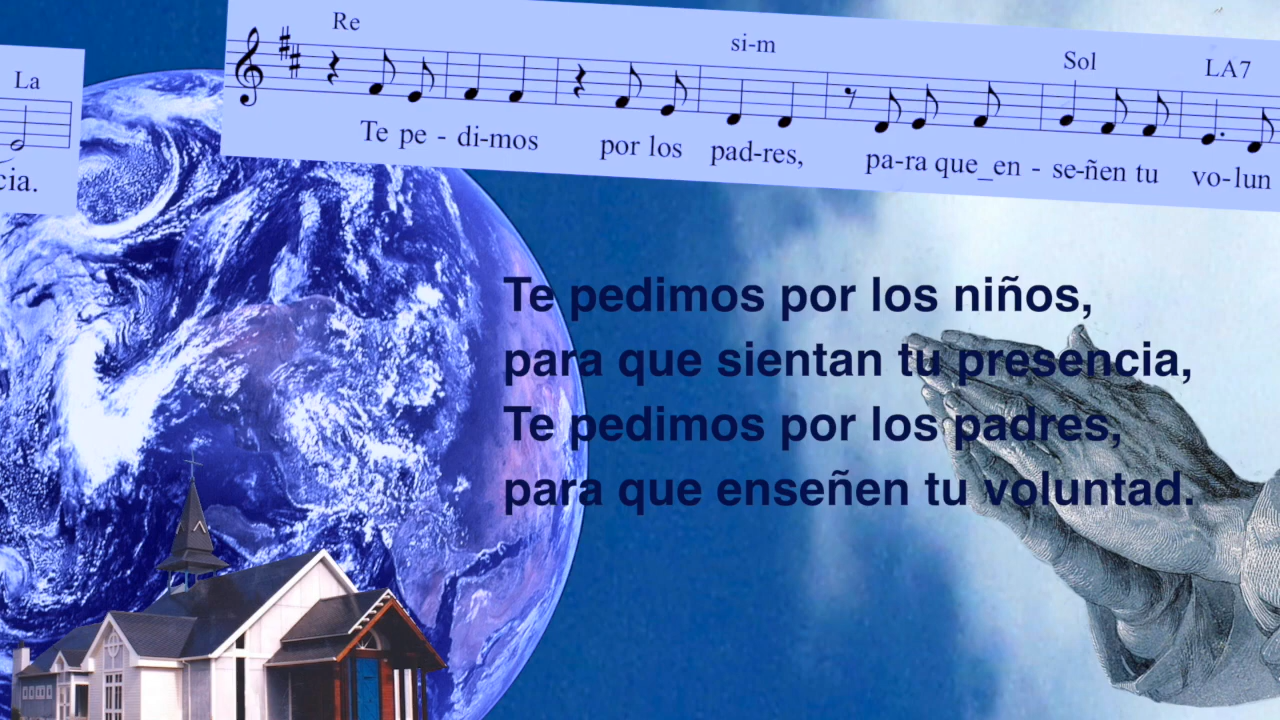 La
cia.
Re si-m Sol LA7
Te pe - di-mos por los pad-res, pa-ra que_en - se-ñen tu vo-lun
Te pedimos por los niños,
para que sientan tu presencia,
Te pedimos por los padres,
para que enseñen tu voluntad.